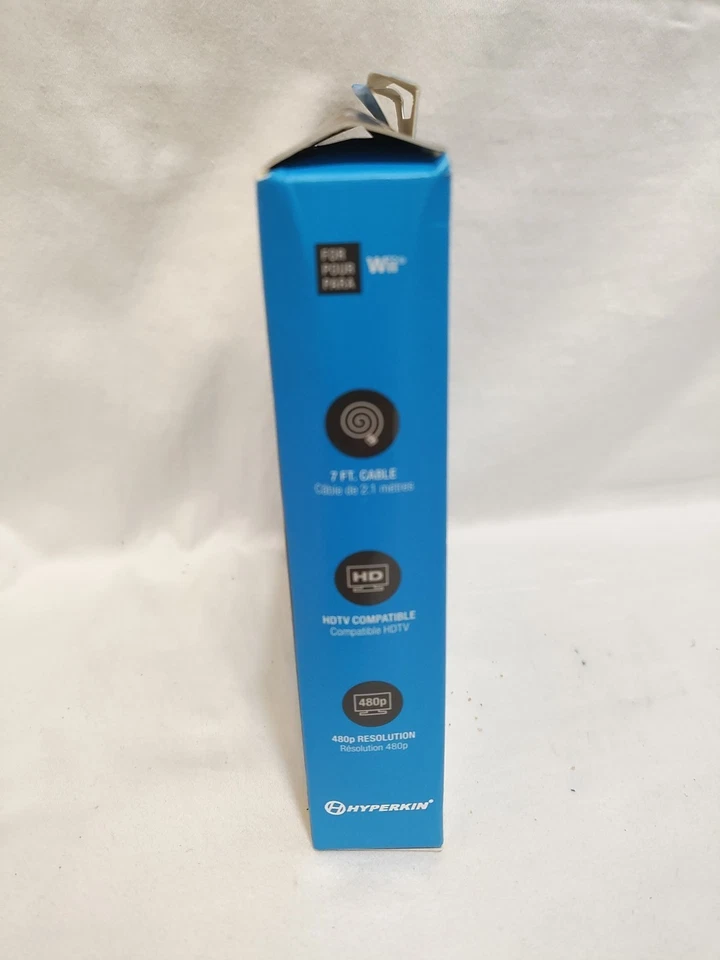 FOR
POUR
PARA
Wii™
7 FT. CABLE
Câble de 2.1 mètres
HD
HDTV COMPATIBLE
Compatible HDTV
480p
480p RESOLUTION
Résolution 480p
HYPERKIN®